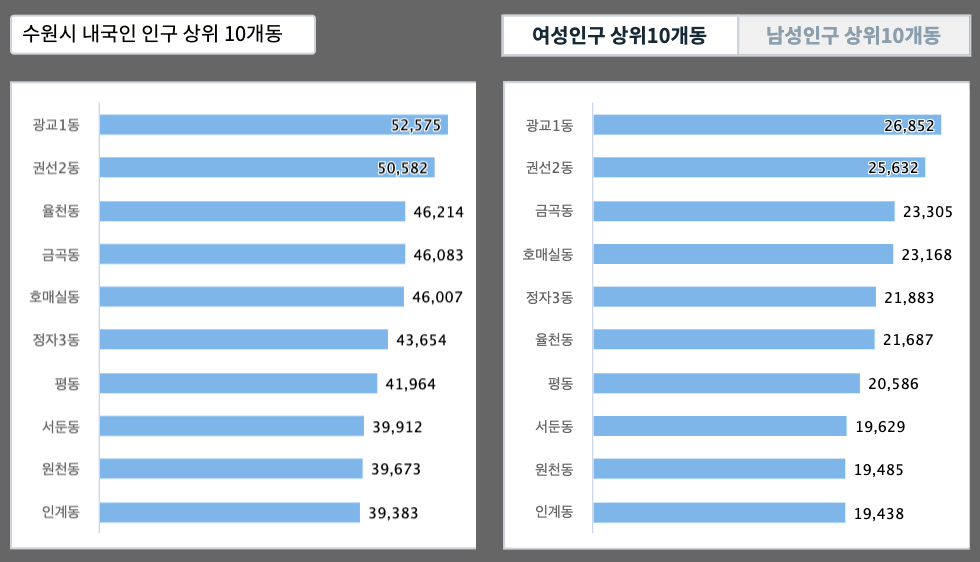 수원시 내국인 인구 상위 10개동
여성인구 상위10개동
남성인구 상위10개동
광교1동 52,575
권선2동 50,582
율천동 46,214
금곡동 46,083
호매실동 46,007
정자3동 43,654
평동 41,964
서둔동 39,912
원천동 39,673
인계동 39,383
광교1동 26,852
권선2동 25,632
금곡동 23,305
호매실동 23,168
정자3동 21,883
율천동 21,687
평동 20,586
서둔동 19,629
원천동 19,485
인계동 19,438